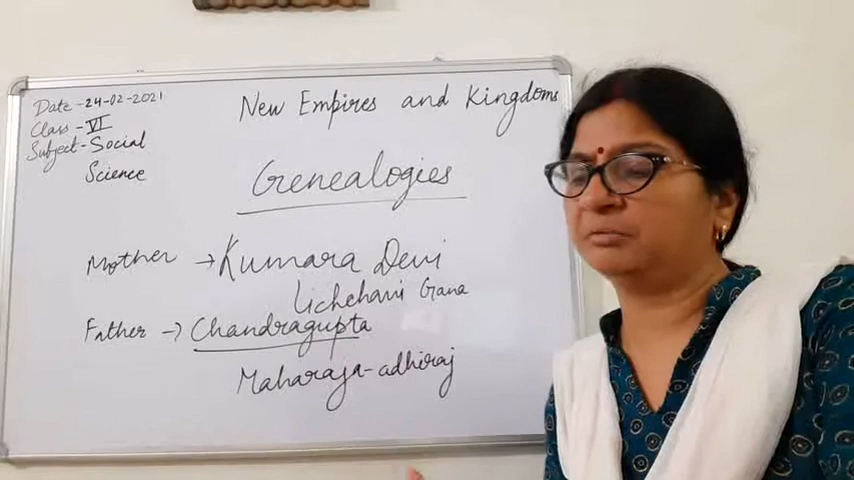 Date -24-02-2021
Class - VI
Subject - Social
Science
New Empires and Kingdoms
Genealogies
Mother → Kumara Devi
Lichchavi Gana
Father → Chandragupta
Maharaja-adhiraj